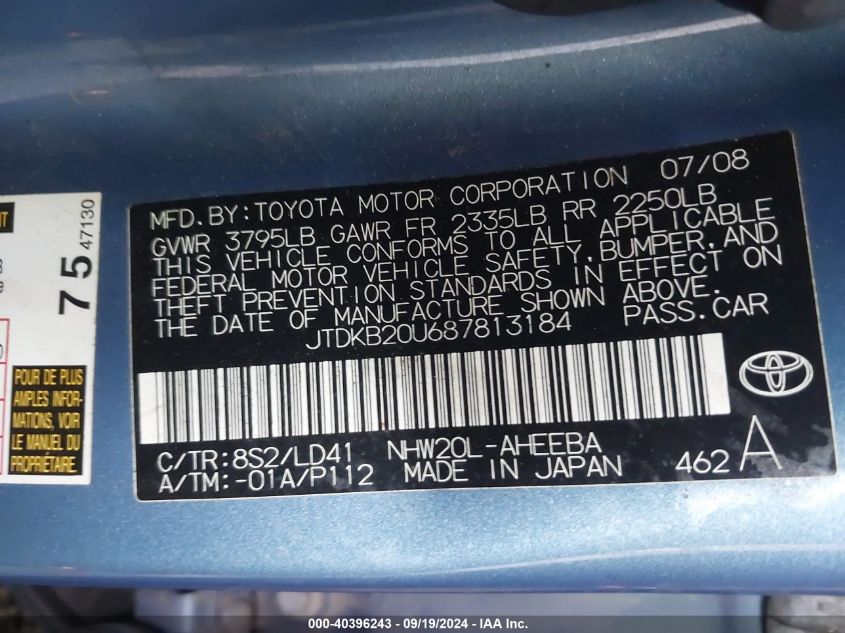 MFD. BY: TOYOTA MOTOR CORPORATION 07/08
GVWR 3795LB GAWR FR 2335LB RR 2250LB
THIS VEHICLE CONFORMS TO ALL APPLICABLE
FEDERAL MOTOR VEHICLE SAFETY, BUMPER, AND
THEFT PREVENTION STANDARDS IN EFFECT ON
THE DATE OF MANUFACTURE SHOWN ABOVE.
JTDKB20U687813184 PASS.CAR
C/TR:8S2/LD41 NHW20L-AHEEBA
A/TM:-01A/P112 MADE IN JAPAN 462 A
75 47130
POUR DE PLUS
AMPLES INFOR-
MATIONS, VOIR
LE MANUEL DU
PROPRIÉTAIRE
000-40396243 - 09/19/2024 - IAA Inc.